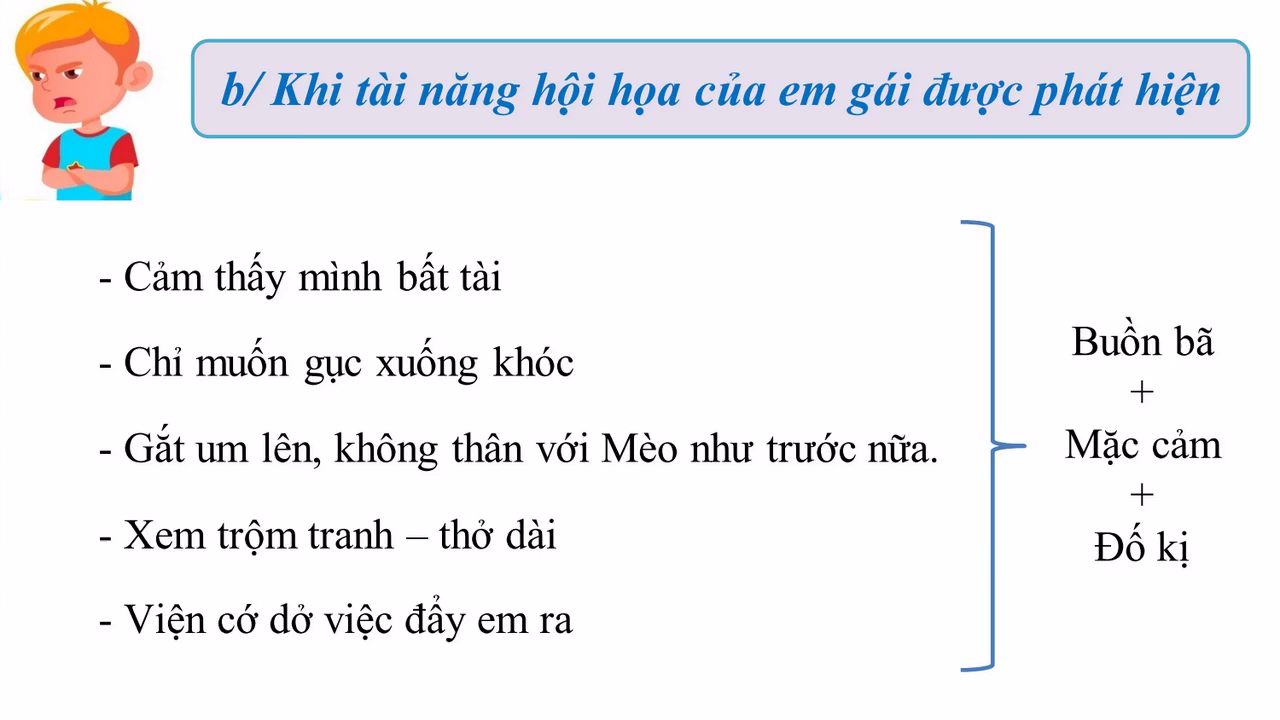 b/ Khi tài năng hội họa của em gái được phát hiện
- Cảm thấy mình bất tài
- Chỉ muốn gục xuống khóc
- Gắt um lên, không thân với Mèo như trước nữa.
- Xem trộm tranh – thở dài
- Viện cớ dở việc đẩy em ra
Buồn bã
+
Mặc cảm
+
Đố kị